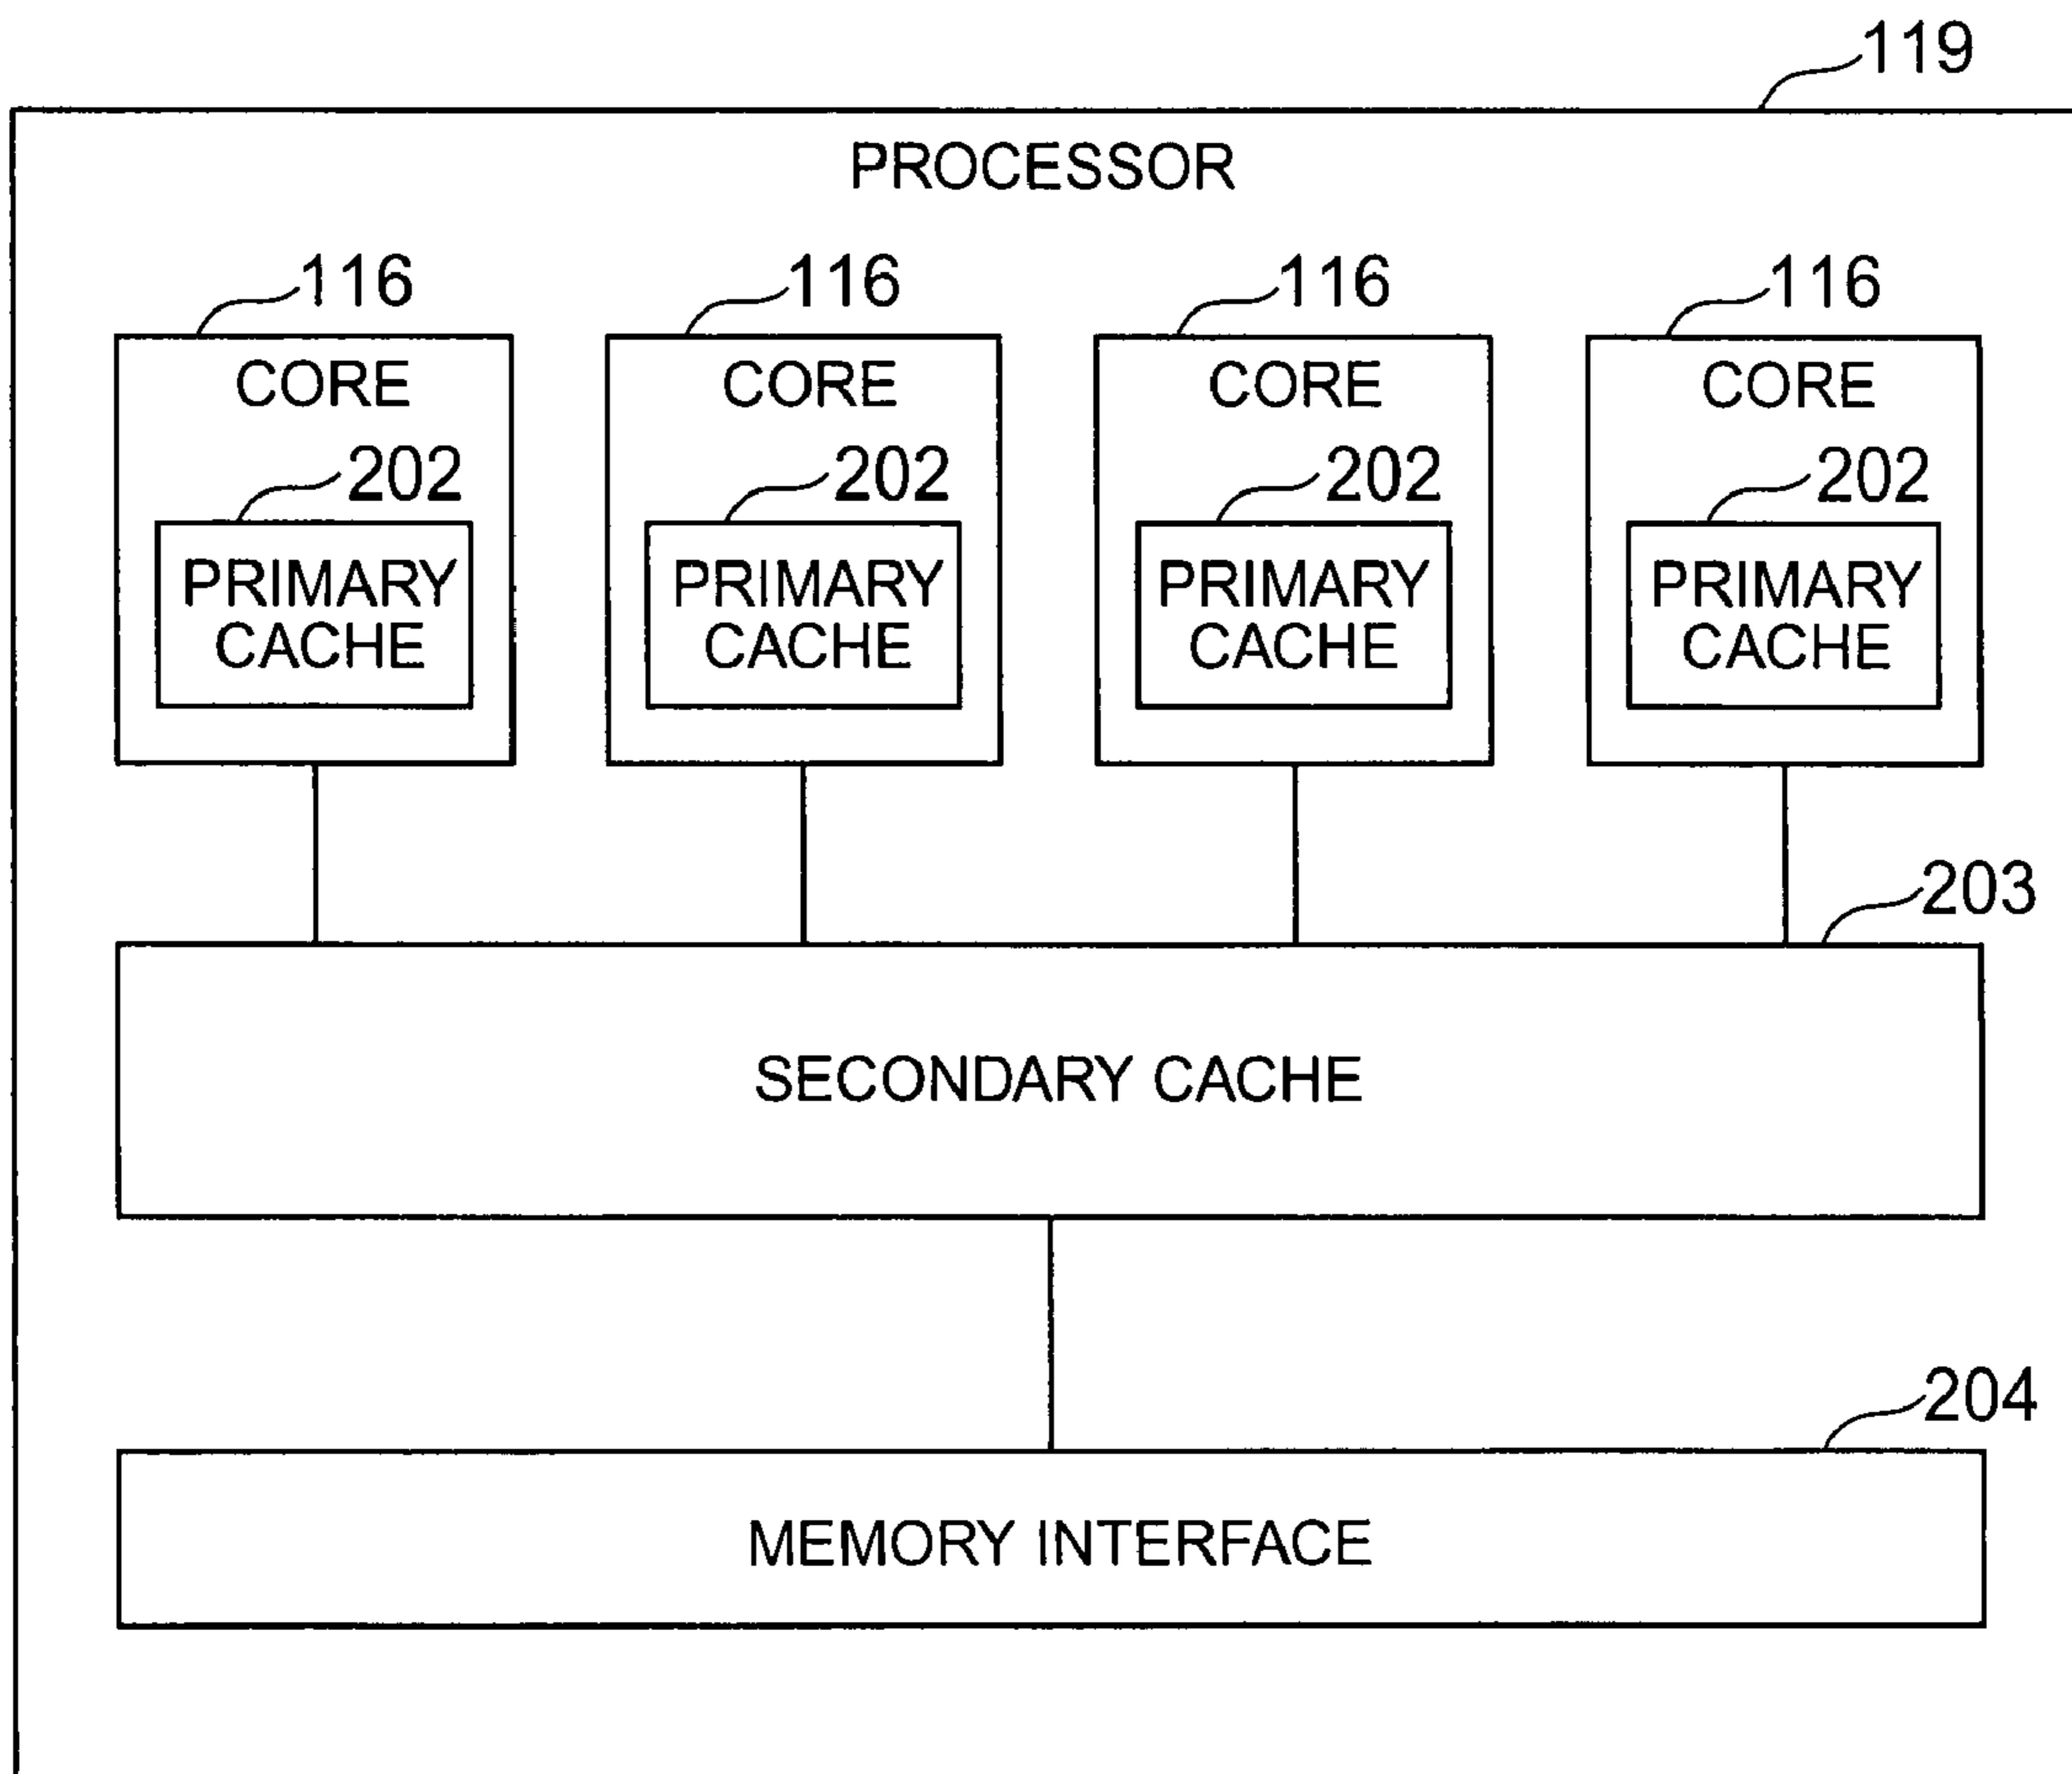 119
PROCESSOR
116 116 116 116
CORE CORE CORE CORE
202 202 202 202
PRIMARY PRIMARY PRIMARY PRIMARY
CACHE CACHE CACHE CACHE
203
SECONDARY CACHE
204
MEMORY INTERFACE